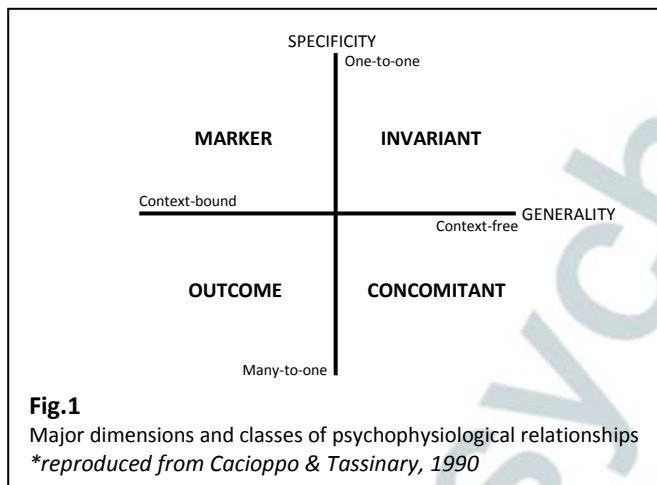 SPECIFICITY
One-to-one
MARKER INVARIANT
Context-bound
GENERALITY
Context-free
OUTCOME CONCOMITANT
Many-to-one
Fig.1
Major dimensions and classes of psychophysiological relationships
*reproduced from Cacioppo & Tassinary, 1990
psych